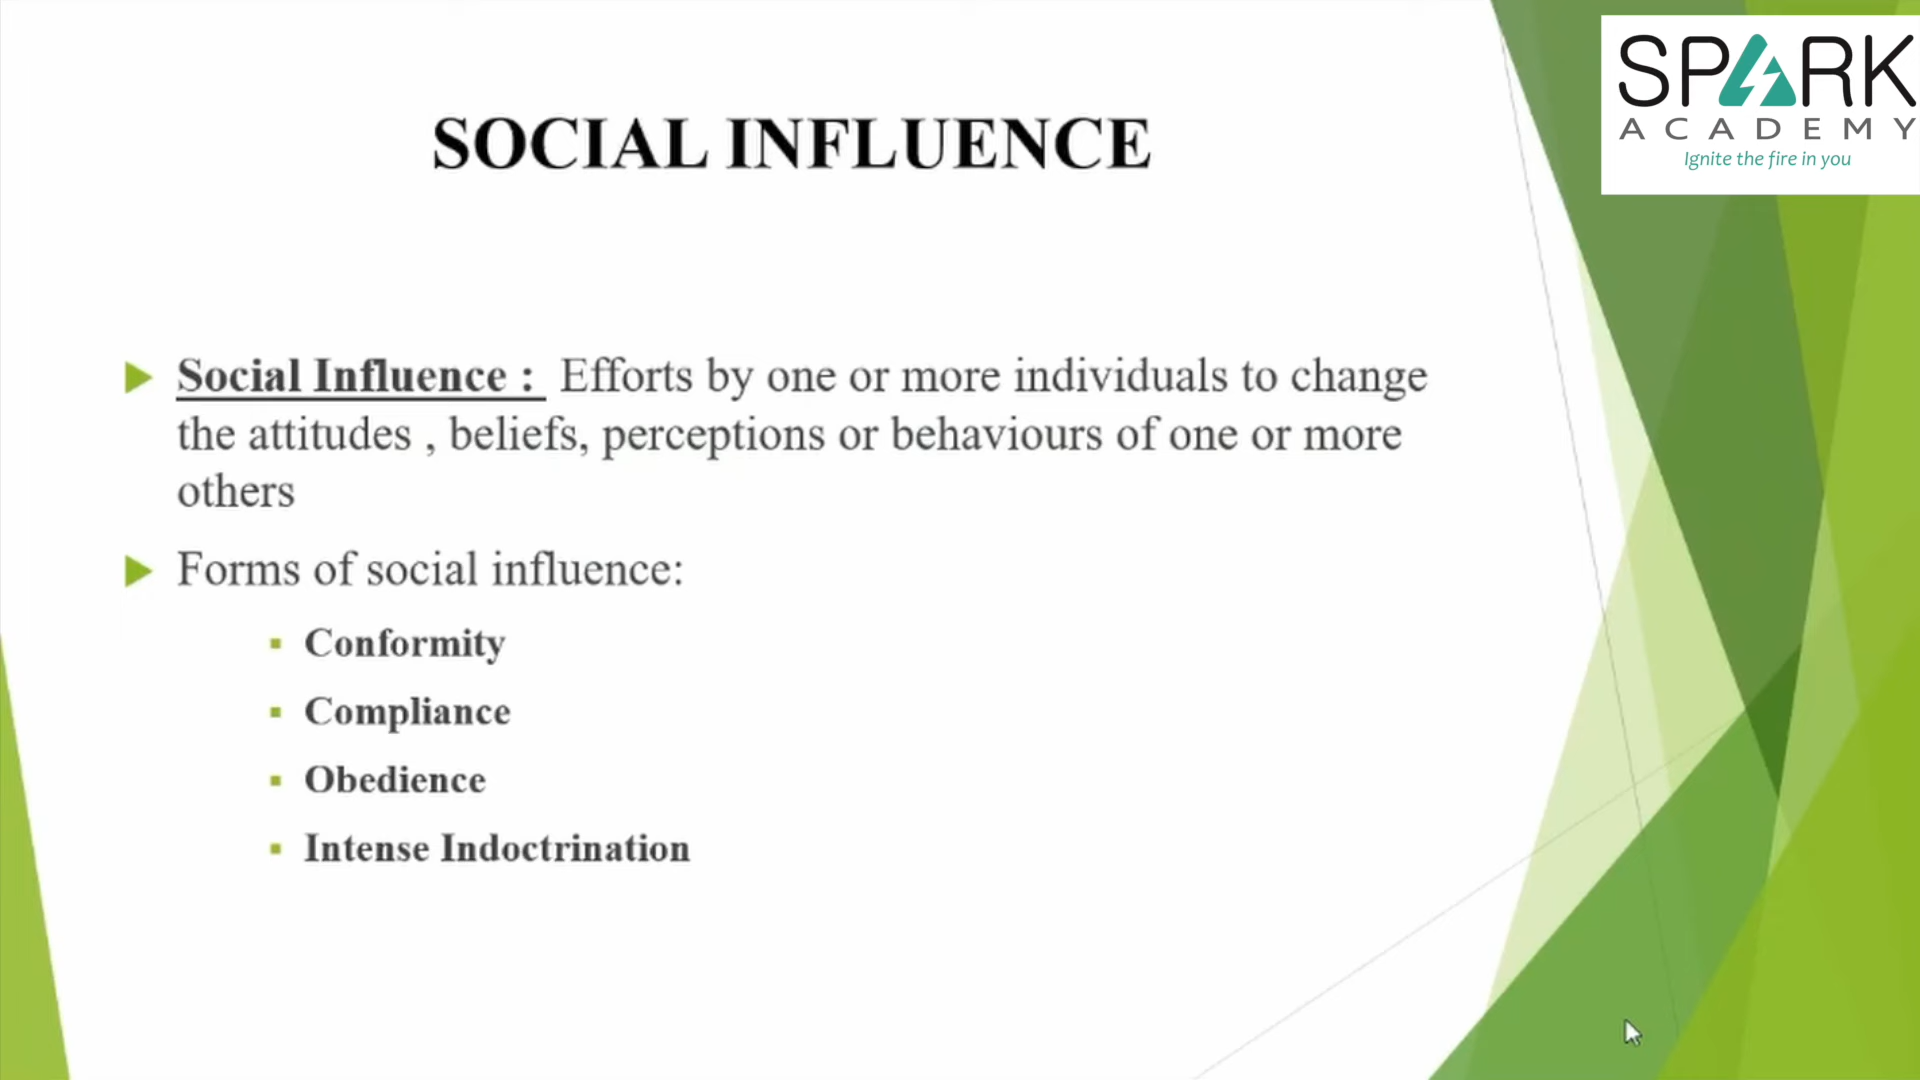 SPARK
ACADEMY
Ignite the fire in you
SOCIAL INFLUENCE
Social Influence : Efforts by one or more individuals to change
the attitudes , beliefs, perceptions or behaviours of one or more
others
Forms of social influence:
Conformity
Compliance
Obedience
Intense Indoctrination